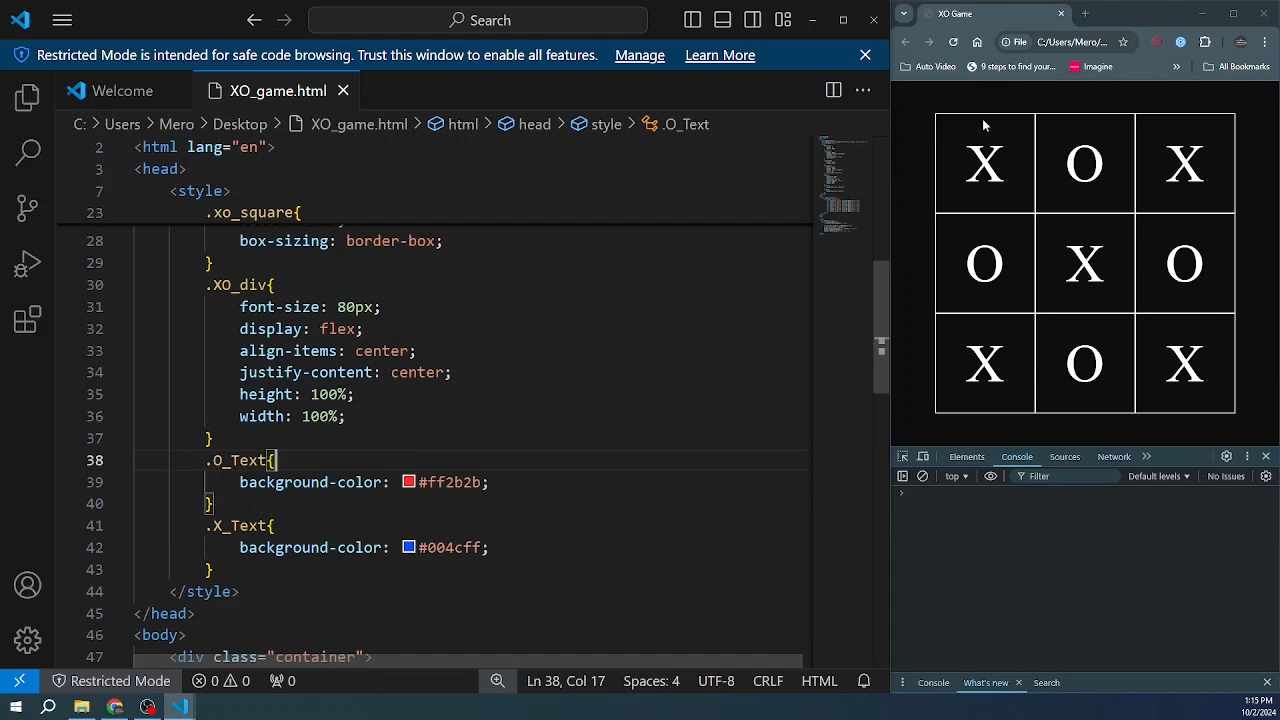 Search
Restricted Mode is intended for safe code browsing. Trust this window to enable all features. Manage Learn More
Welcome XO_game.html
C: > Users > Mero > Desktop > XO_game.html > html > head > style > .O_Text
2 <html lang="en">
3 <head>
7 <style>
23 .xo_square{
28 box-sizing: border-box;
29 }
30 .XO_div{
31 font-size: 80px;
32 display: flex;
33 align-items: center;
34 justify-content: center;
35 height: 100%;
36 width: 100%;
37 }
38 .O_Text{
39 background-color: #ff2b2b;
40 }
41 .X_Text{
42 background-color: #004cff;
43 }
44 </style>
45 </head>
46 <body>
47 <div class="container">
Restricted Mode 0 0 0 Ln 38, Col 17 Spaces: 4 UTF-8 CRLF HTML
XO Game
File C:/Users/Mero/...
Auto Video 9 steps to find your... Imagine » All Bookmarks
X O X
O X O
X O X
Elements Console Sources Network »
top Filter Default levels No Issues
Console What's new Search
1:15 PM
10/2/2024